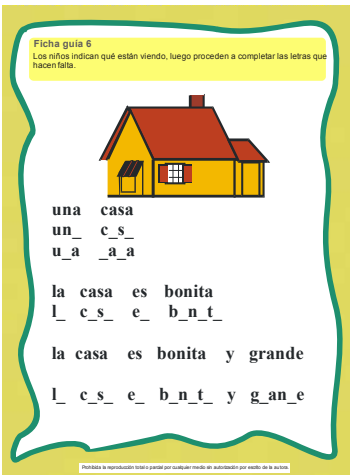 Ficha guía 6
Los niños indican qué están viendo, luego proceden a completar las letras que
hacen falta.
una casa
un_ c_s_
u_a _a_a
la casa es bonita
l_ c_s_ e_ b_n_t_
la casa es bonita y grande
l_ c_s_ e_ b_n_t_ y g_an_e
Prohibida la reproducción total o parcial por cualquier medio sin autorización por escrito de la autora.